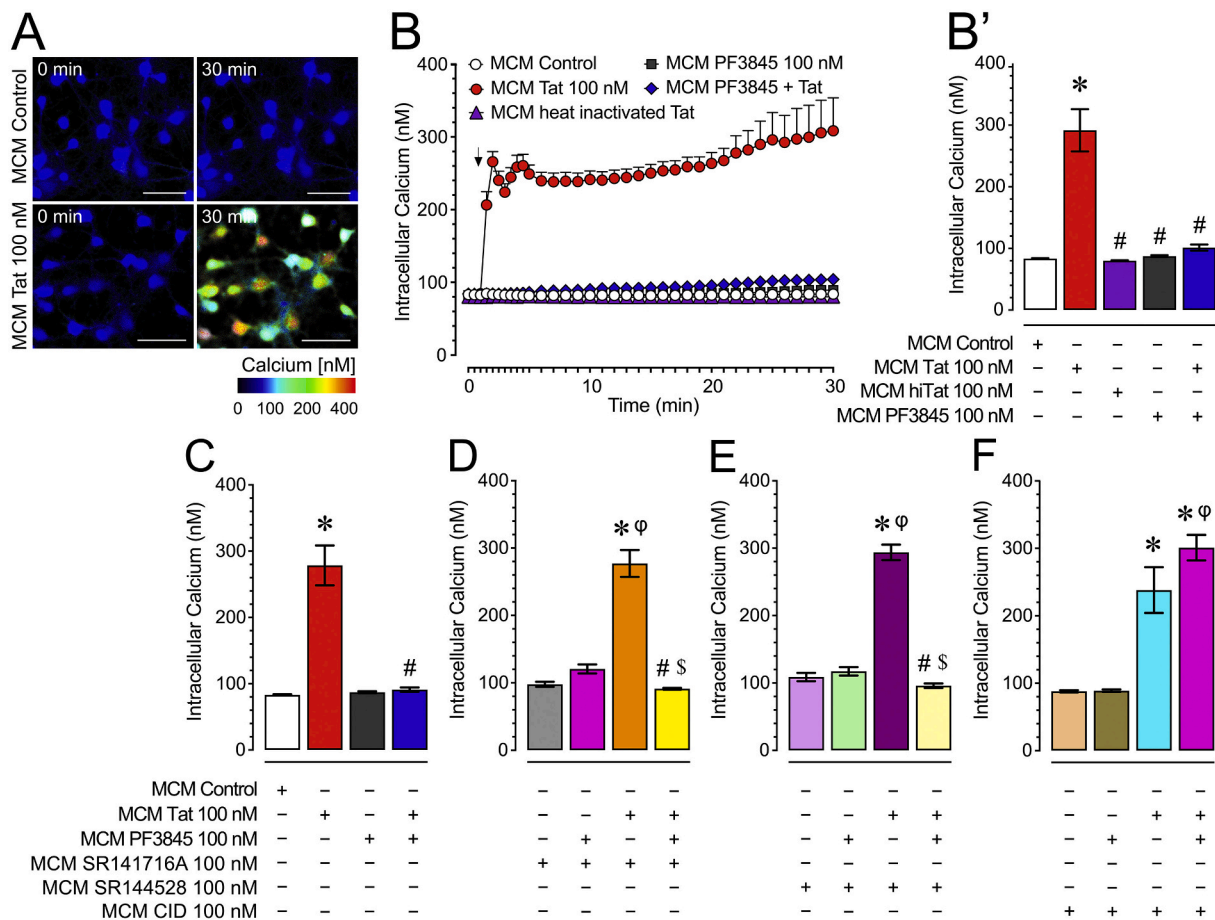 A
MCM Control
0 min
30 min
MCM Tat 100 nM
0 min
30 min
Calcium [nM]
0 100 200 400
B
Intracellular Calcium (nM)
400
300
200
100
0
MCM Control
MCM PF3845 100 nM
MCM Tat 100 nM
MCM PF3845 + Tat
MCM heat inactivated Tat
0 10 20 30
Time (min)
B’
Intracellular Calcium (nM)
400
300
200
100
0
* # # #
MCM Control + – – – –
MCM Tat 100 nM – + – – +
MCM hiTat 100 nM – – + – –
MCM PF3845 100 nM – – – + +
C
Intracellular Calcium (nM)
400
300
200
100
0
* #
D
Intracellular Calcium (nM)
400
300
200
100
0
* φ
# $
E
Intracellular Calcium (nM)
400
300
200
100
0
* φ
# $
F
Intracellular Calcium (nM)
400
300
200
100
0
*
* φ
MCM Control + – – – – – – – – – – – – – – –
MCM Tat 100 nM – + – + – – + + – – + + – – + +
MCM PF3845 100 nM – – + + – + – + – + – + – + – +
MCM SR141716A 100 nM – – – – + + + + – – – – – – – –
MCM SR144528 100 nM – – – – – – – – + + + + – – – –
MCM CID 100 nM – – – – – – – – – – – – + + + +